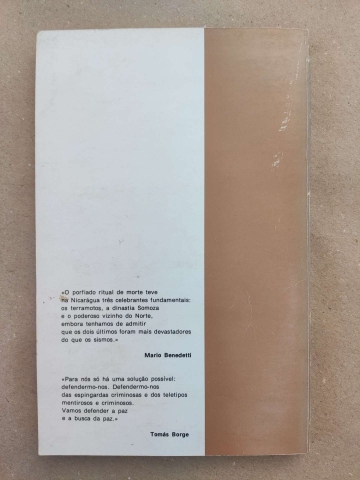 «O porfiado ritual de morte teve
na Nicarágua três celebrantes fundamentais:
os terramotos, a dinastia Somoza
e o poderoso vizinho do Norte,
embora tenhamos de admitir
que os dois últimos foram mais devastadores
do que os sismos.»
Mario Benedetti
«Para nós só há uma solução possível:
defendermo-nos. Defendermo-nos
das espingardas criminosas e dos teletipos
mentirosos e criminosos.
Vamos defender a paz
e a busca da paz.»
Tomás Borge